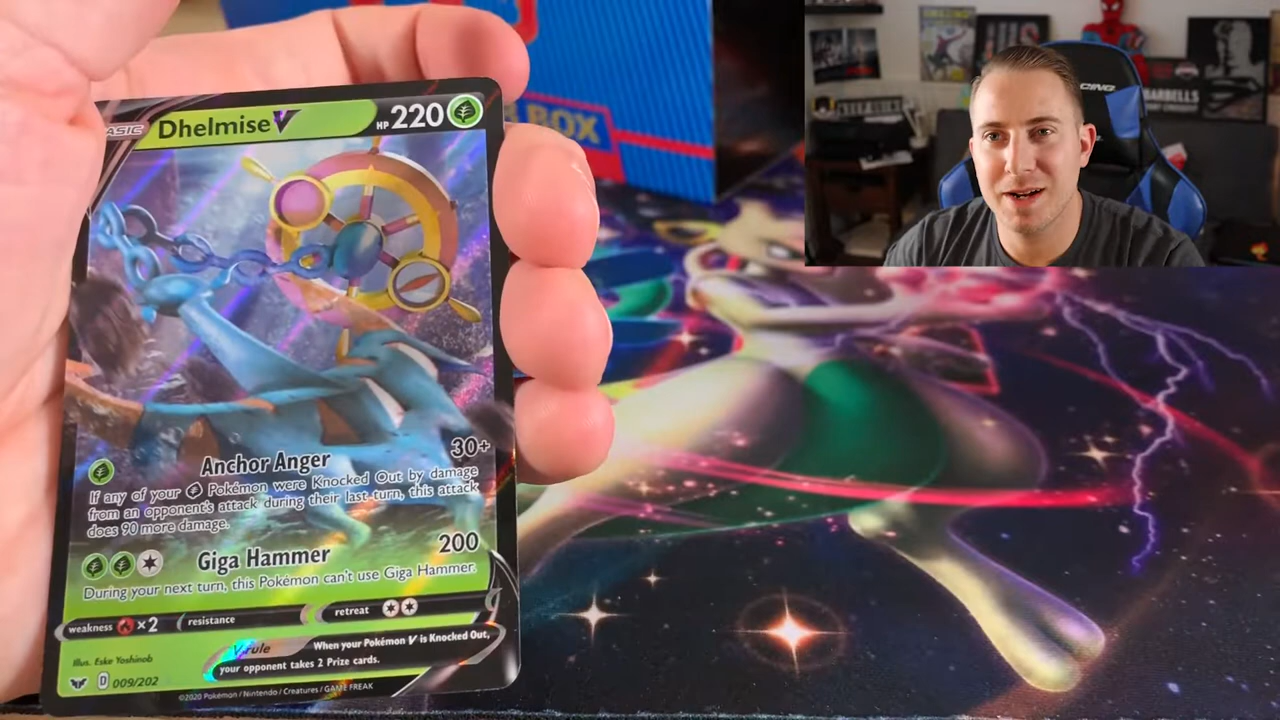 ASIC
Dhelmise V
HP 220
BOX
Anchor Anger 30+
If any of your Pokémon were Knocked Out by damage
from an opponent's attack during their last turn, this attack
does 90 more damage.
Giga Hammer 200
During your next turn, this Pokémon can't use Giga Hammer.
weakness ×2 resistance retreat
V rule When your Pokémon V is Knocked Out,
your opponent takes 2 Prize cards.
Illus. Eske Yoshinob
D 009/202
©2020 Pokémon / Nintendo / Creatures / GAME FREAK
CING
BARBELLS